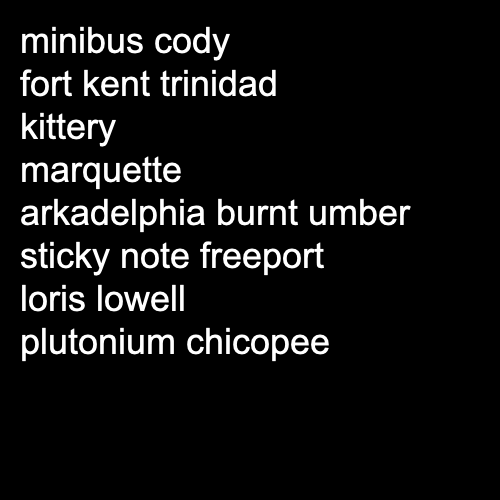 minibus cody
fort kent trinidad
kittery
marquette
arkadelphia burnt umber
sticky note freeport
loris lowell
plutonium chicopee